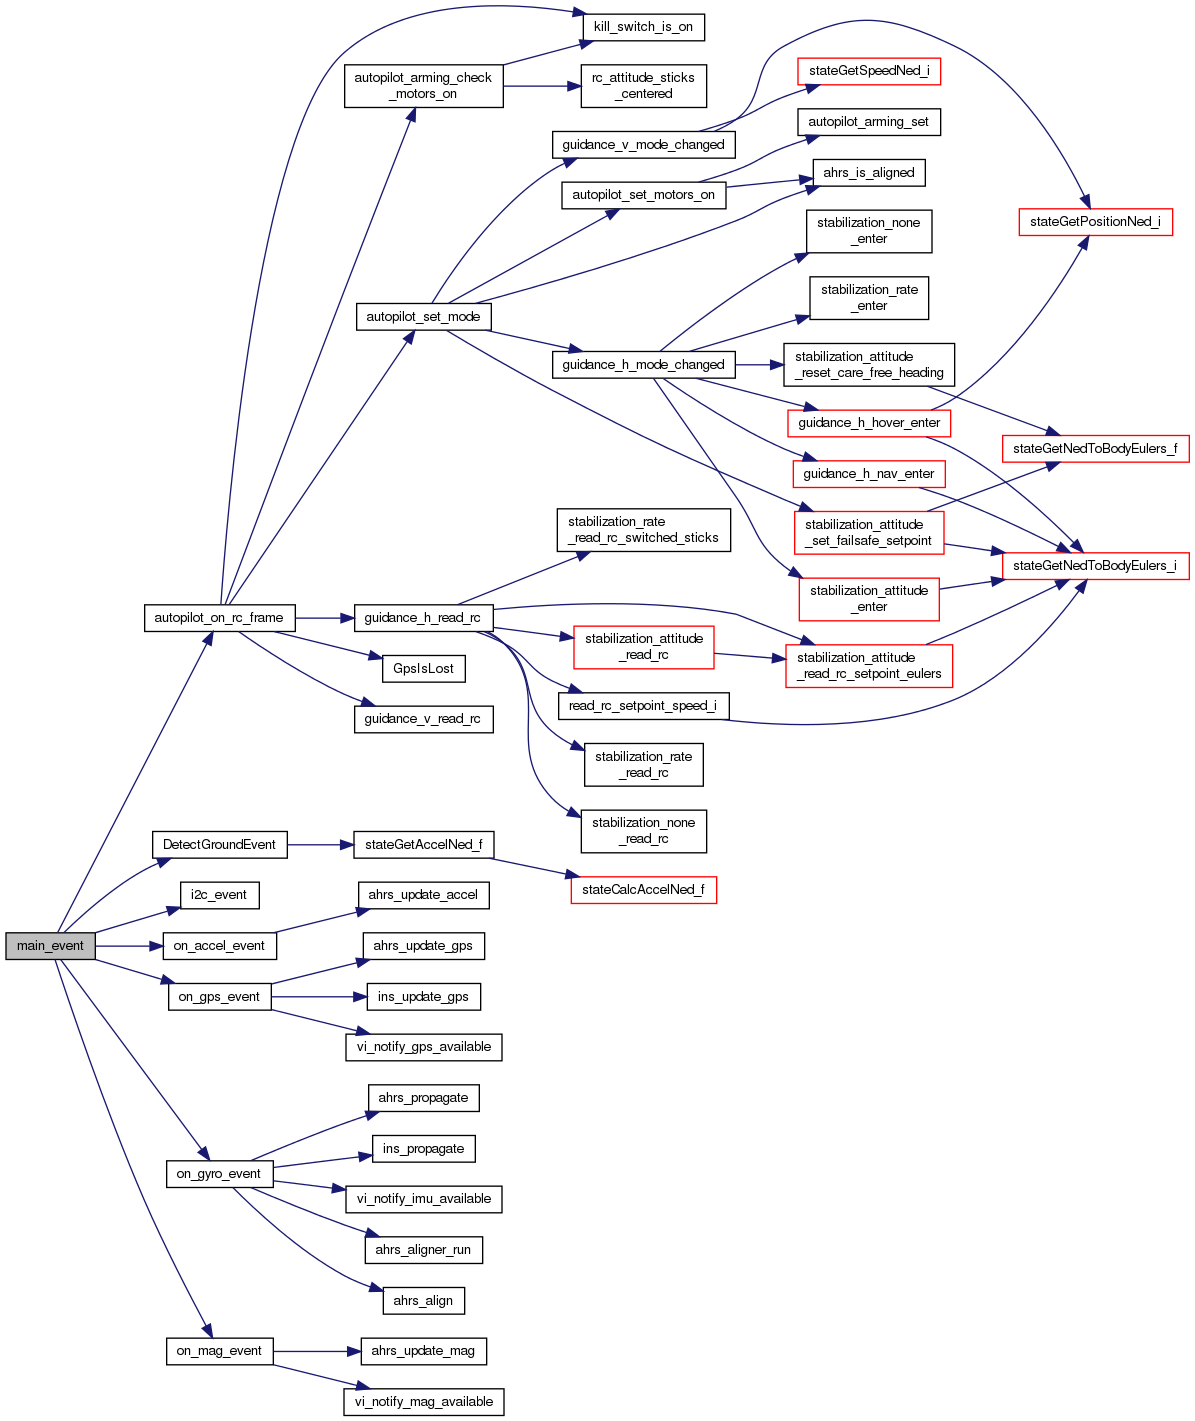 kill_switch_is_on
autopilot_arming_check
_motors_on
rc_attitude_sticks
_centered
stateGetSpeedNed_i
autopilot_arming_set
guidance_v_mode_changed
ahrs_is_aligned
autopilot_set_motors_on
stabilization_none
_enter
stateGetPositionNed_i
stabilization_rate
_enter
autopilot_set_mode
guidance_h_mode_changed
stabilization_attitude
_reset_care_free_heading
guidance_h_hover_enter
stateGetNedToBodyEulers_f
guidance_h_nav_enter
stabilization_attitude
_set_failsafe_setpoint
stabilization_rate
_read_rc_switched_sticks
stateGetNedToBodyEulers_i
stabilization_attitude
_enter
autopilot_on_rc_frame
guidance_h_read_rc
stabilization_attitude
_read_rc
stabilization_attitude
_read_rc_setpoint_eulers
GpsIsLost
read_rc_setpoint_speed_i
guidance_v_read_rc
stabilization_rate
_read_rc
stabilization_none
_read_rc
DetectGroundEvent
stateGetAccelNed_f
stateCalcAccelNed_f
i2c_event
ahrs_update_accel
main_event
on_accel_event
ahrs_update_gps
on_gps_event
ins_update_gps
vi_notify_gps_available
ahrs_propagate
ins_propagate
on_gyro_event
vi_notify_imu_available
ahrs_aligner_run
ahrs_align
on_mag_event
ahrs_update_mag
vi_notify_mag_available